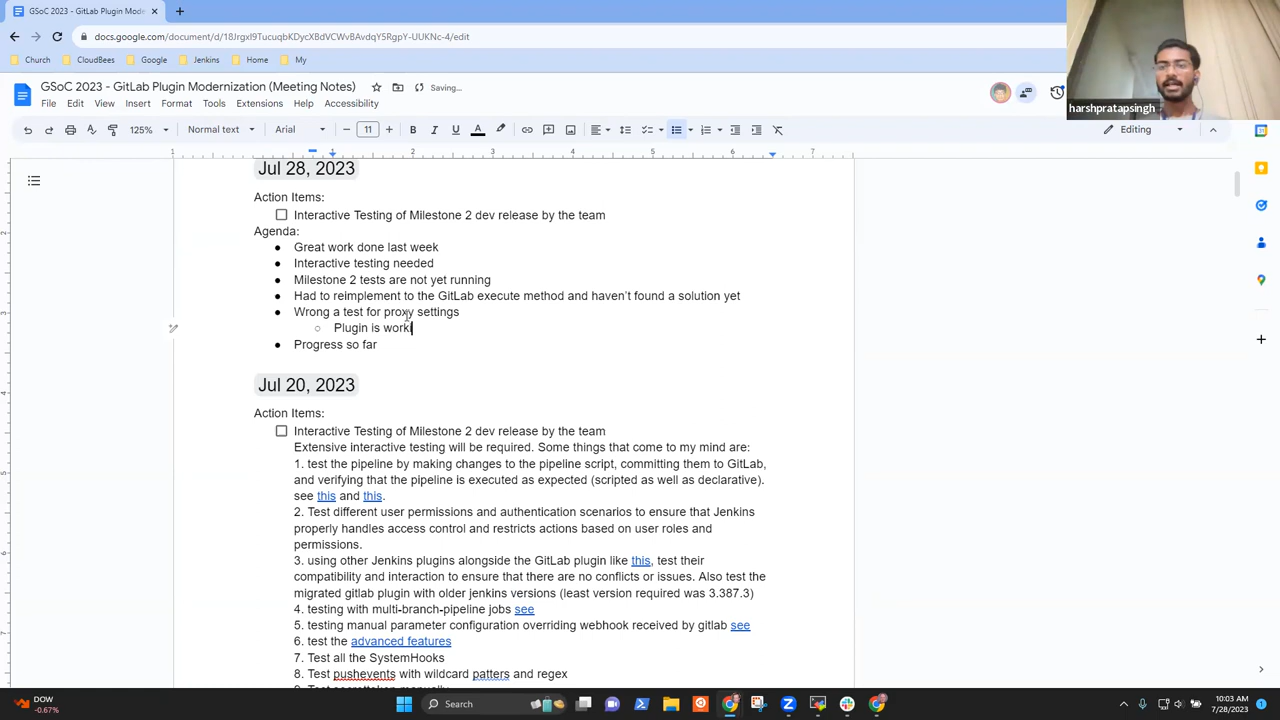 GSoC 2023 - GitLab Plugin Mode
docs.google.com/document/d/18JrgxI9TucuqbKDycXBdVCWvBAvdqY5RgpY-UUKNc-4/edit
Church CloudBees Google Jenkins Home My
GSoC 2023 - GitLab Plugin Modernization (Meeting Notes) Saving...
File Edit View Insert Format Tools Extensions Help Accessibility
harshpratapsingh
125% Normal text Arial 11 B I U A Editing
1 1 2 3 4 5 6 7
Jul 28, 2023
Action Items:
Interactive Testing of Milestone 2 dev release by the team
Agenda:
Great work done last week
Interactive testing needed
Milestone 2 tests are not yet running
Had to reimplement to the GitLab execute method and haven't found a solution yet
Wrong a test for proxy settings
Plugin is worki
Progress so far
Jul 20, 2023
Action Items:
Interactive Testing of Milestone 2 dev release by the team
Extensive interactive testing will be required. Some things that come to my mind are:
1. test the pipeline by making changes to the pipeline script, committing them to GitLab,
and verifying that the pipeline is executed as expected (scripted as well as declarative).
see this and this.
2. Test different user permissions and authentication scenarios to ensure that Jenkins
properly handles access control and restricts actions based on user roles and
permissions.
3. using other Jenkins plugins alongside the GitLab plugin like this, test their
compatibility and interaction to ensure that there are no conflicts or issues. Also test the
migrated gitlab plugin with older jenkins versions (least version required was 3.387.3)
4. testing with multi-branch-pipeline jobs see
5. testing manual parameter configuration overriding webhook received by gitlab see
6. test the advanced features
7. Test all the SystemHooks
8. Test pushevents with wildcard patters and regex
DOW
-0.67%
Search
10:03 AM
7/28/2023